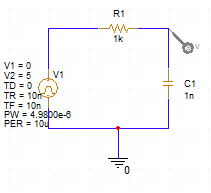 R1
1k
V
V1 = 0
V2 = 5
TD = 0
TR = 10n
TF = 10n
PW = 4.9800e-6
PER = 10u
V1
C1
1n
0